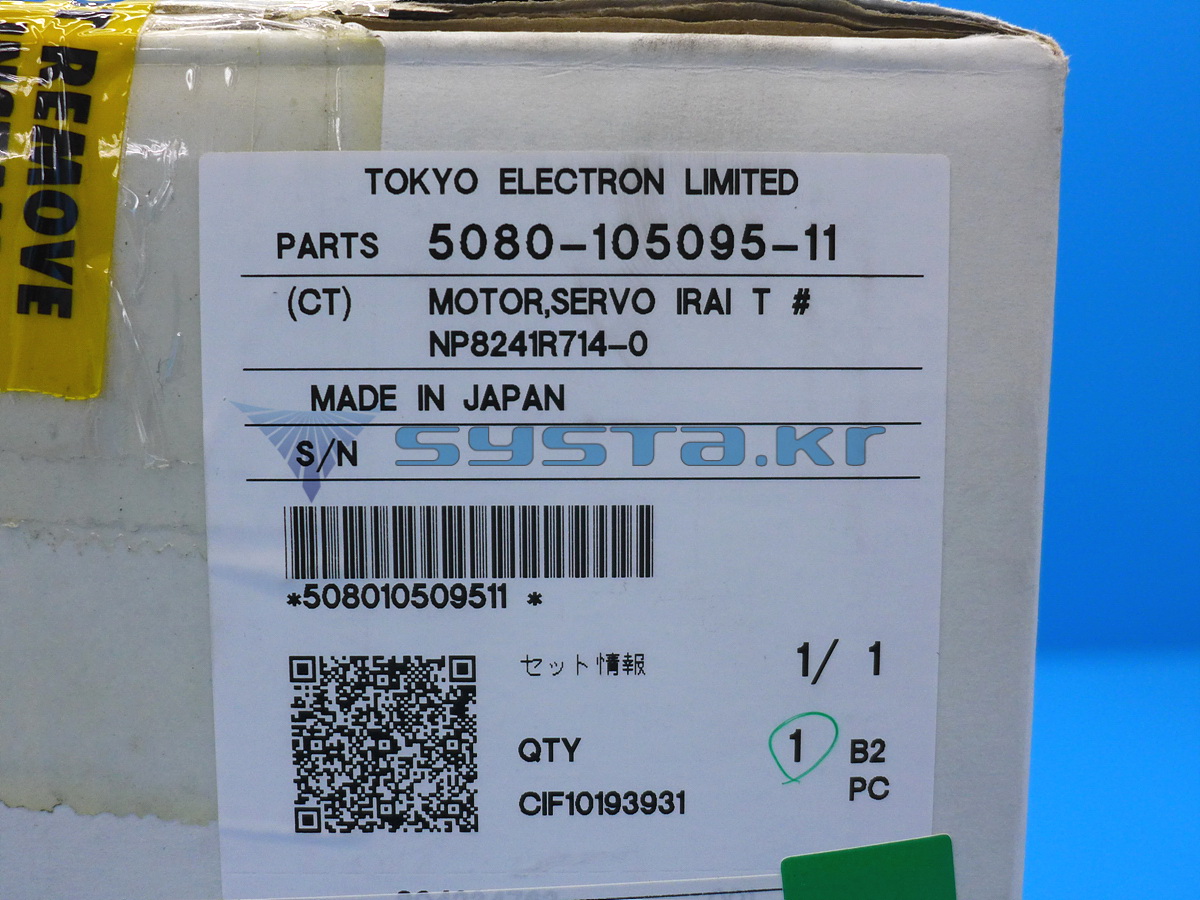 REMOVE
TOKYO ELECTRON LIMITED
PARTS 5080-105095-11
(CT) MOTOR,SERVO IRAI T #
NP8241R714-0
MADE IN JAPAN
S/N
systa.kr
*508010509511 *
セット情報 1/ 1
QTY 1 B2
CIF10193931 PC